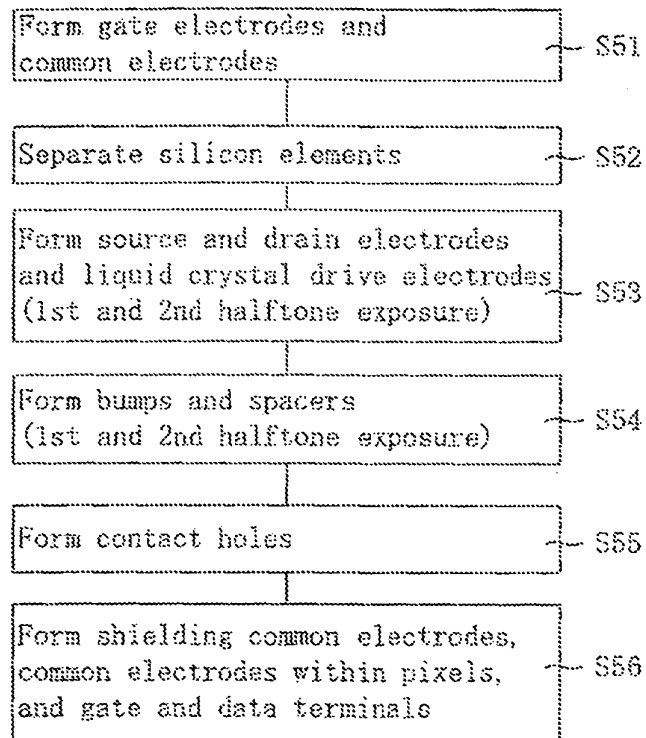 Form gate electrodes and
common electrodes
S51
Separate silicon elements
S52
Form source and drain electrodes
and liquid crystal drive electrodes
(1st and 2nd halftone exposure)
S53
Form bumps and spacers
(1st and 2nd halftone exposure)
S54
Form contact holes
S55
Form shielding common electrodes,
common electrodes within pixels,
and gate and data terminals
S56